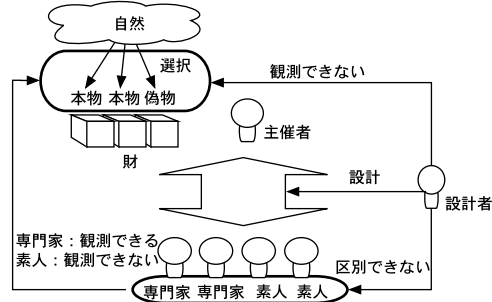 自然
選択
観測できない
本物 本物 偽物
主催者
財
設計
設計者
専門家：観測できる
素人：観測できない
区別できない
専門家 専門家 素人 素人